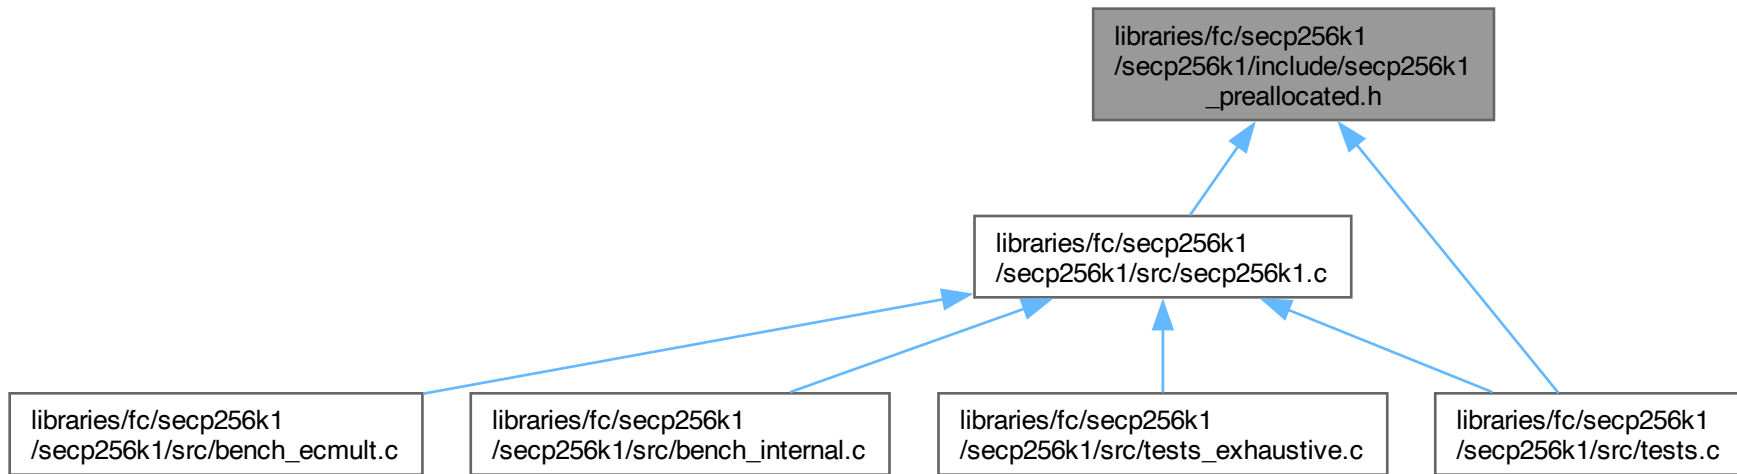 libraries/fc/secp256k1
/secp256k1/include/secp256k1
_preallocated.h
libraries/fc/secp256k1
/secp256k1/src/secp256k1.c
libraries/fc/secp256k1
/secp256k1/src/bench_ecmult.c
libraries/fc/secp256k1
/secp256k1/src/bench_internal.c
libraries/fc/secp256k1
/secp256k1/src/tests_exhaustive.c
libraries/fc/secp256k1
/secp256k1/src/tests.c